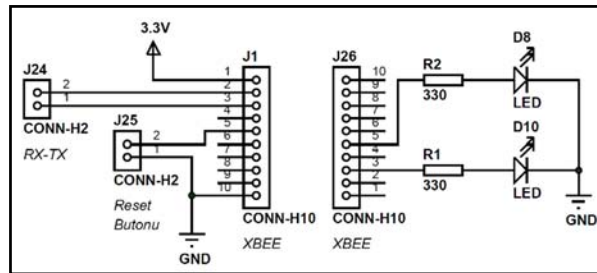 3.3V
J24
2
1
CONN-H2
RX-TX
J25
2
1
CONN-H2
Reset
Butonu
GND
J1
1
2
3
4
5
6
7
8
9
10
CONN-H10
XBEE
J26
10
9
8
7
6
5
4
3
2
1
CONN-H10
XBEE
R2
330
D8
LED
R1
330
D10
LED
GND